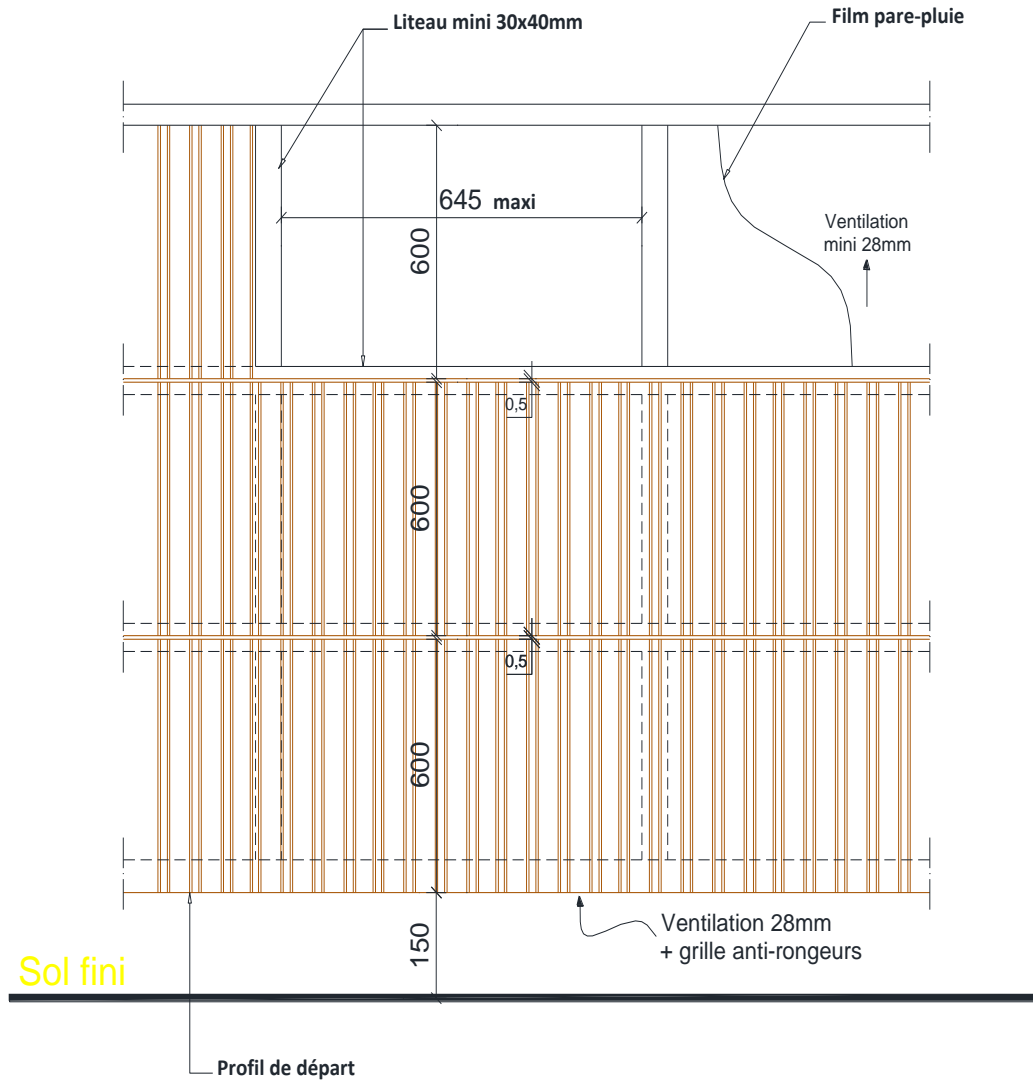 Liteau mini 30x40mm
Film pare-pluie
645 maxi
600
Ventilation
mini 28mm
0,5
600
0,5
600
Ventilation 28mm
+ grille anti-rongeurs
150
Sol fini
Profil de départ